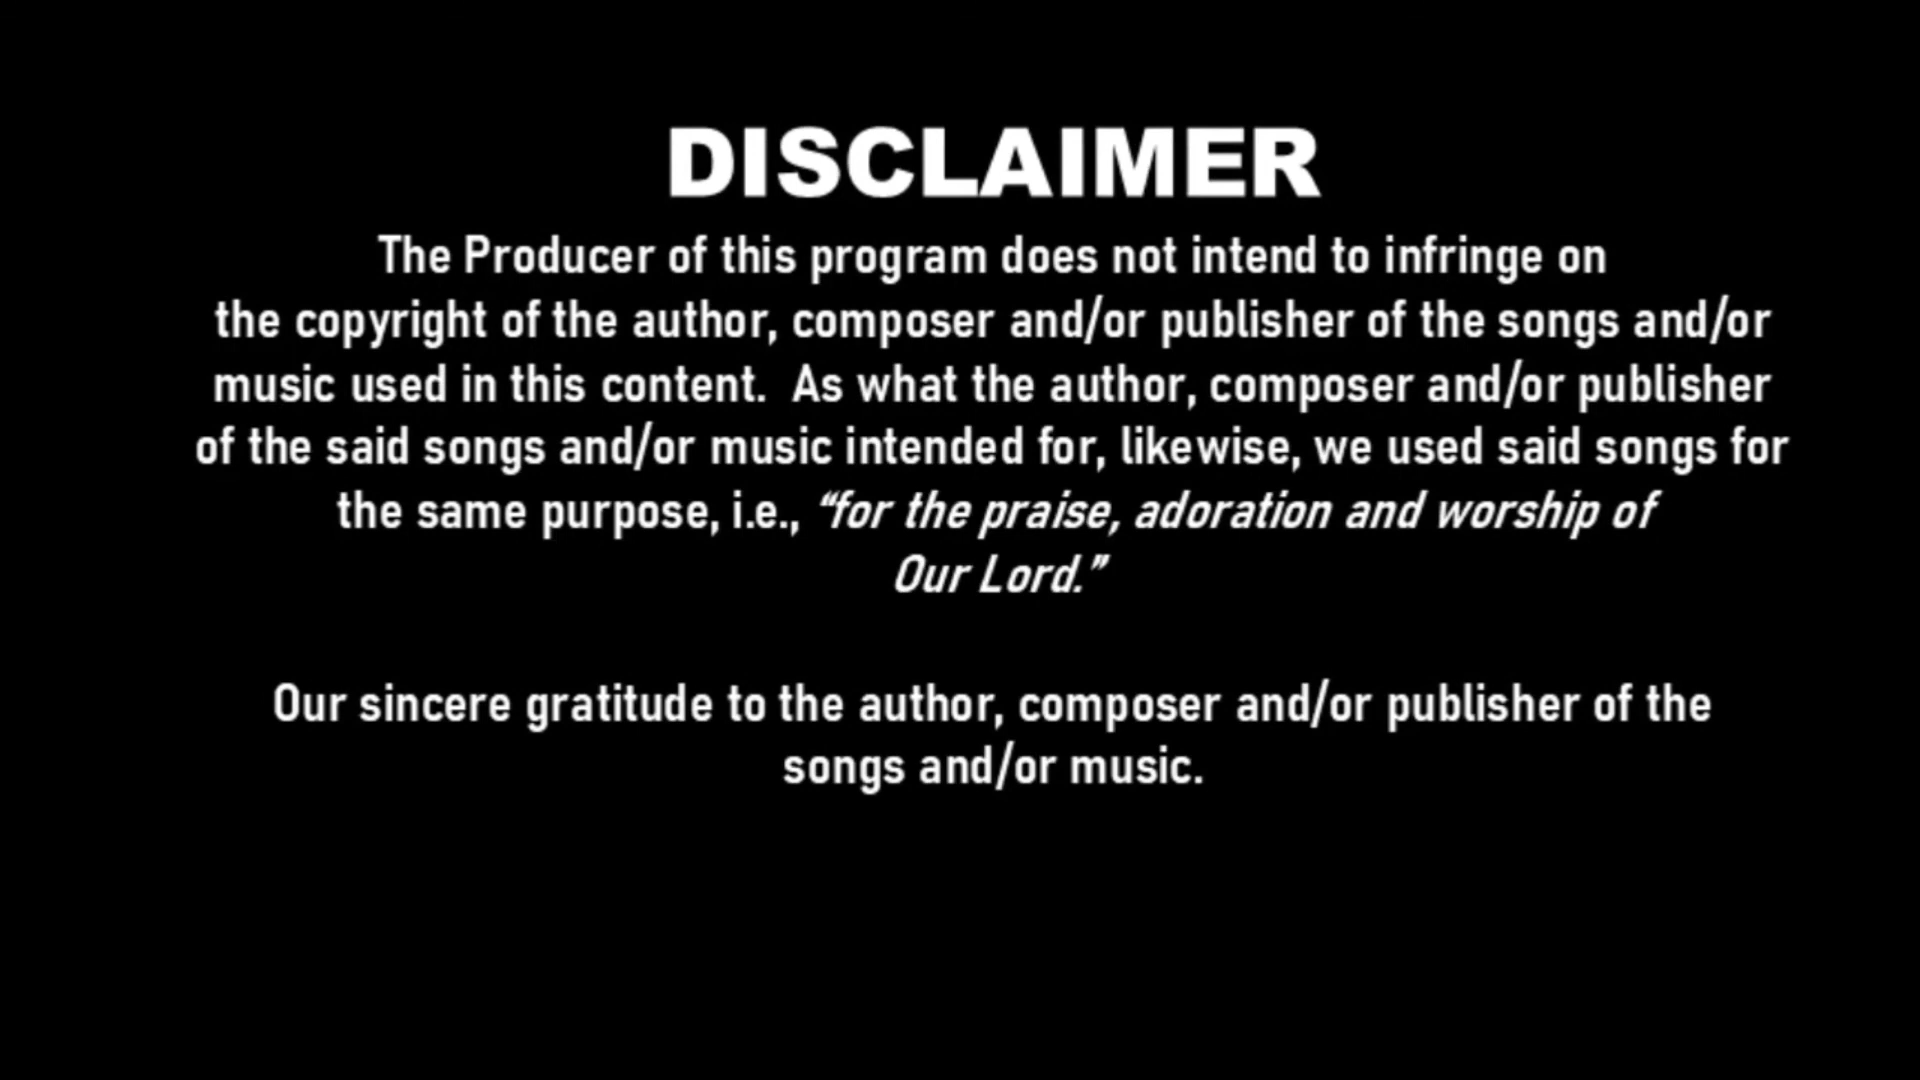 DISCLAIMER
The Producer of this program does not intend to infringe on
the copyright of the author, composer and/or publisher of the songs and/or
music used in this content.  As what the author, composer and/or publisher
of the said songs and/or music intended for, likewise, we used said songs for
the same purpose, i.e., “for the praise, adoration and worship of
Our Lord.”
Our sincere gratitude to the author, composer and/or publisher of the
songs and/or music.